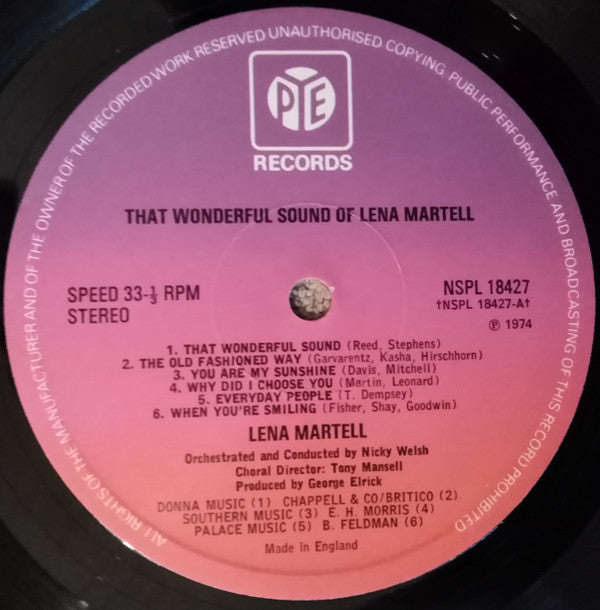 ALL RIGHTS OF THE MANUFACTURER AND OF THE OWNER OF THE RECORDED WORK RESERVED UNAUTHORISED COPYING, PUBLIC PERFORMANCE AND BROADCASTING OF THIS RECORD PROHIBITED
PYE
RECORDS
THAT WONDERFUL SOUND OF LENA MARTELL
SPEED 33-⅓ RPM
STEREO
NSPL 18427
†NSPL 18427-A†
℗ 1974
1. THAT WONDERFUL SOUND (Reed, Stephens)
2. THE OLD FASHIONED WAY (Garvarentz, Kasha, Hirschhorn)
3. YOU ARE MY SUNSHINE (Davis, Mitchell)
4. WHY DID I CHOOSE YOU (Martin, Leonard)
5. EVERYDAY PEOPLE (T. Dempsey)
6. WHEN YOU'RE SMILING (Fisher, Shay, Goodwin)
LENA MARTELL
Orchestrated and Conducted by Nicky Welsh
Choral Director: Tony Mansell
Produced by George Elrick
DONNA MUSIC (1) CHAPPELL & CO/BRITICO (2)
SOUTHERN MUSIC (3) E. H. MORRIS (4)
PALACE MUSIC (5) B. FELDMAN (6)
Made in England